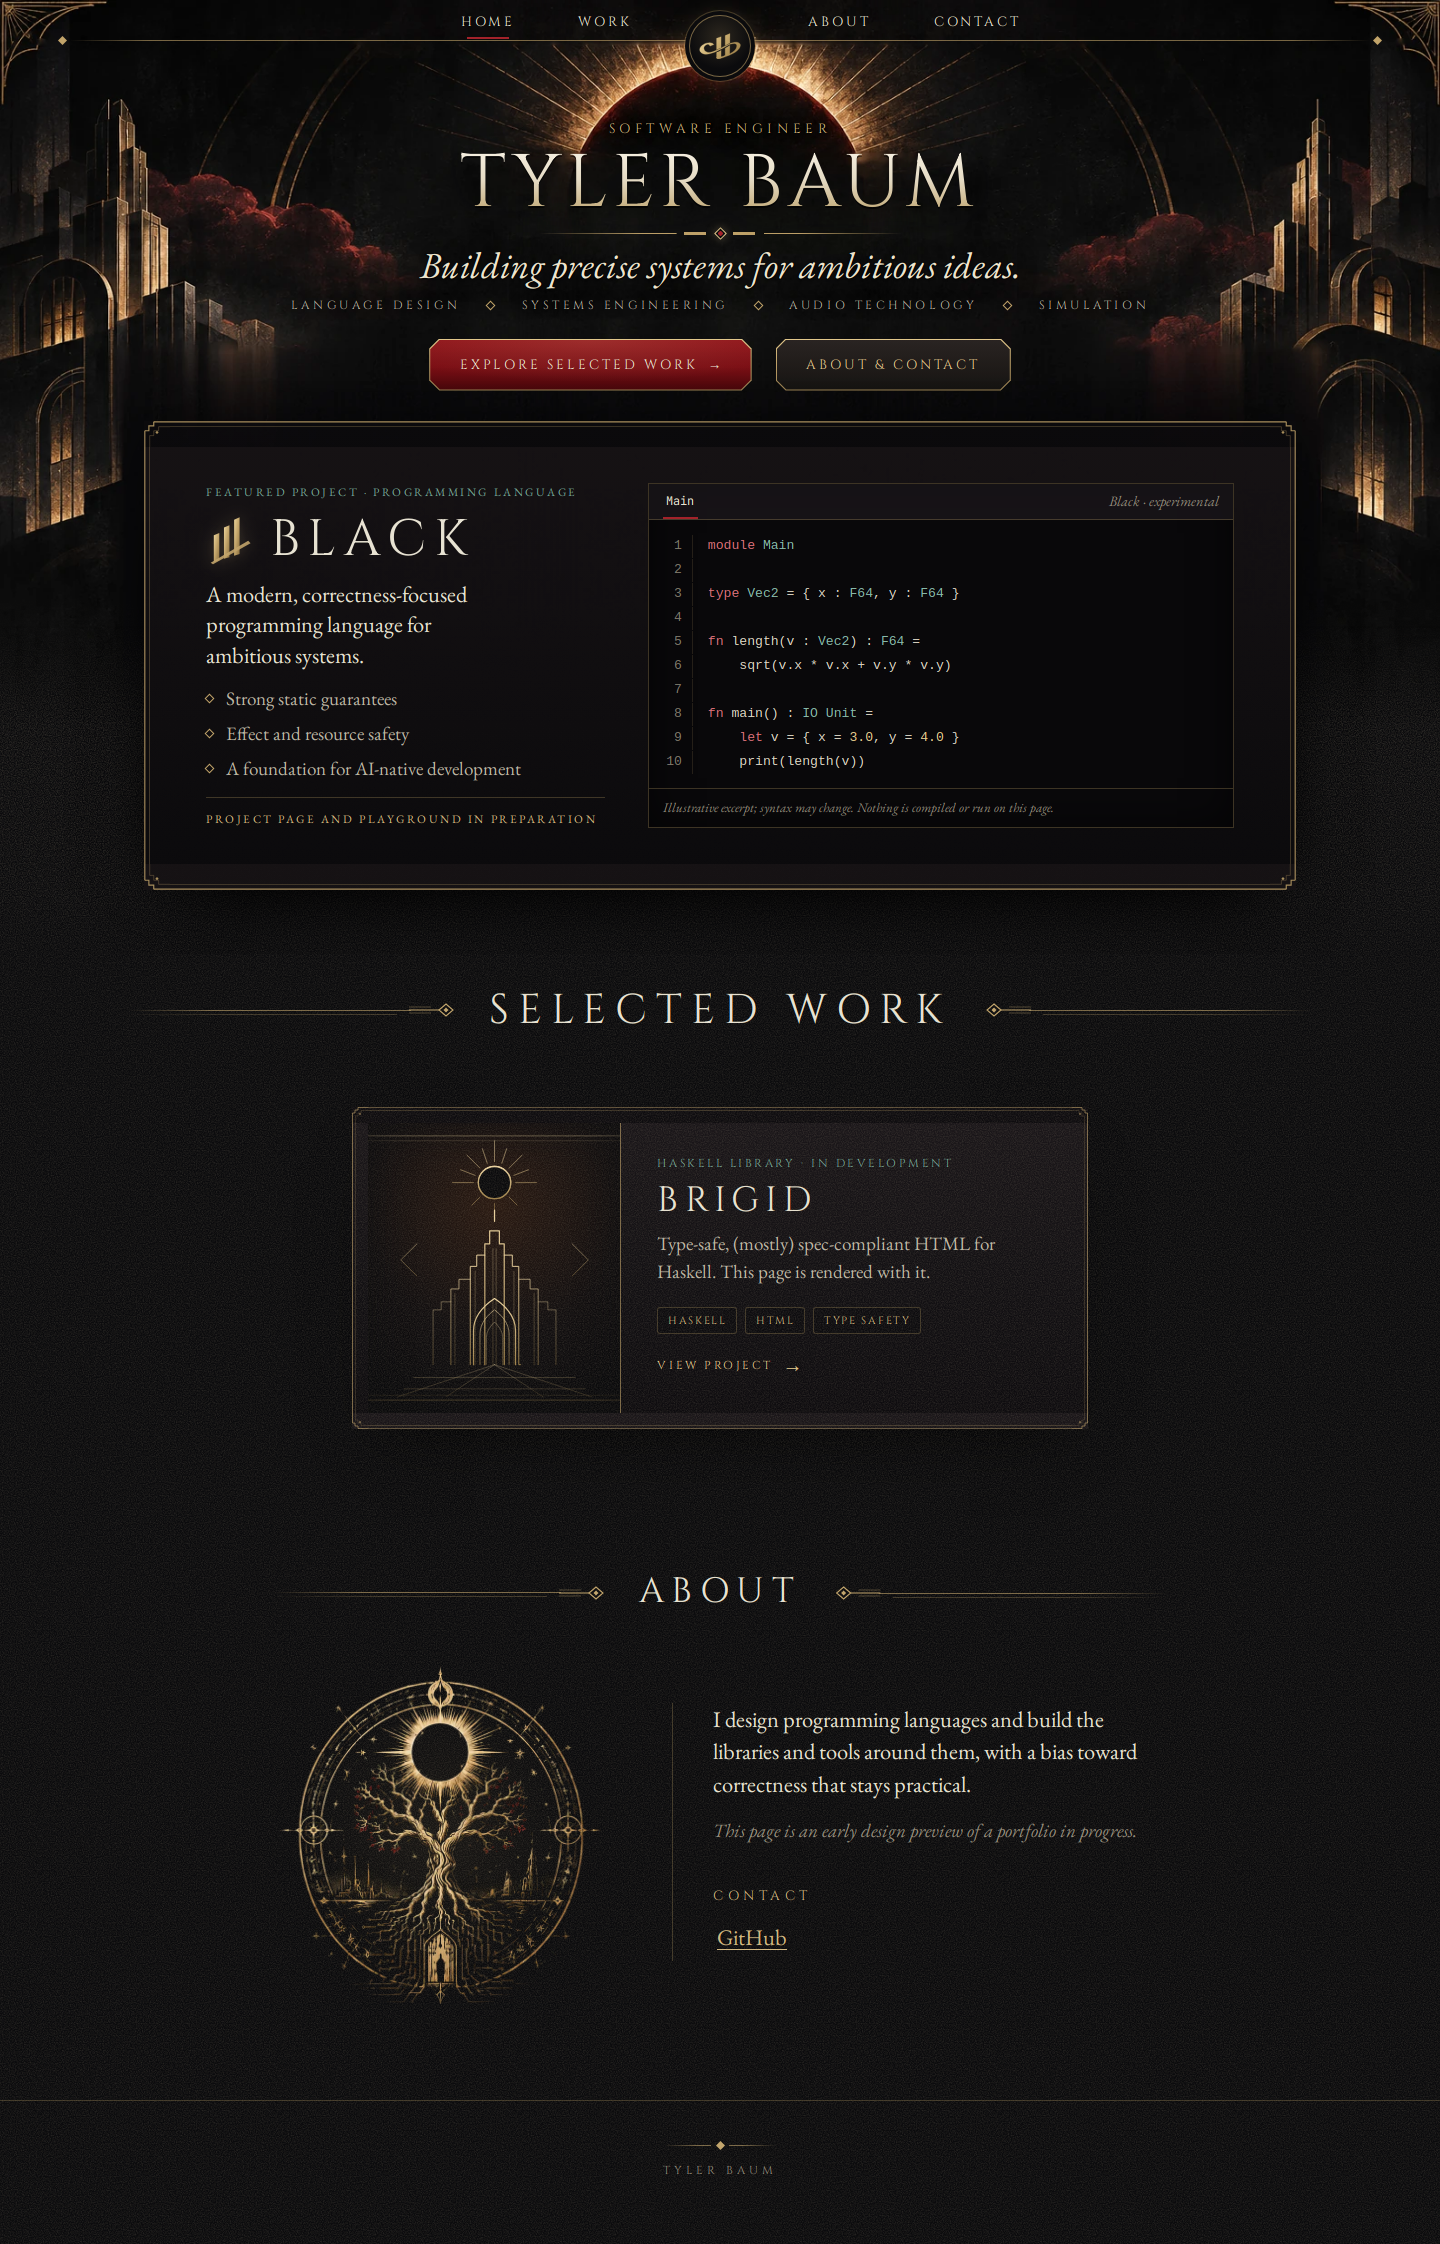 HOME WORK ABOUT CONTACT
SOFTWARE ENGINEER
TYLER BAUM
Building precise systems for ambitious ideas.
LANGUAGE DESIGN ◇ SYSTEMS ENGINEERING ◇ AUDIO TECHNOLOGY ◇ SIMULATION
EXPLORE SELECTED WORK →
ABOUT & CONTACT
FEATURED PROJECT · PROGRAMMING LANGUAGE
BLACK
A modern, correctness-focused
programming language for
ambitious systems.
Strong static guarantees
Effect and resource safety
A foundation for AI-native development
PROJECT PAGE AND PLAYGROUND IN PREPARATION
Main
Black · experimental
1 module Main
2
3 type Vec2 = { x : F64, y : F64 }
4
5 fn length(v : Vec2) : F64 =
6     sqrt(v.x * v.x + v.y * v.y)
7
8 fn main() : IO Unit =
9     let v = { x = 3.0, y = 4.0 }
10     print(length(v))
Illustrative excerpt; syntax may change. Nothing is compiled or run on this page.
SELECTED WORK
HASKELL LIBRARY · IN DEVELOPMENT
BRIGID
Type-safe, (mostly) spec-compliant HTML for
Haskell. This page is rendered with it.
HASKELL HTML TYPE SAFETY
VIEW PROJECT →
ABOUT
I design programming languages and build the
libraries and tools around them, with a bias toward
correctness that stays practical.
This page is an early design preview of a portfolio in progress.
CONTACT
GitHub
TYLER BAUM